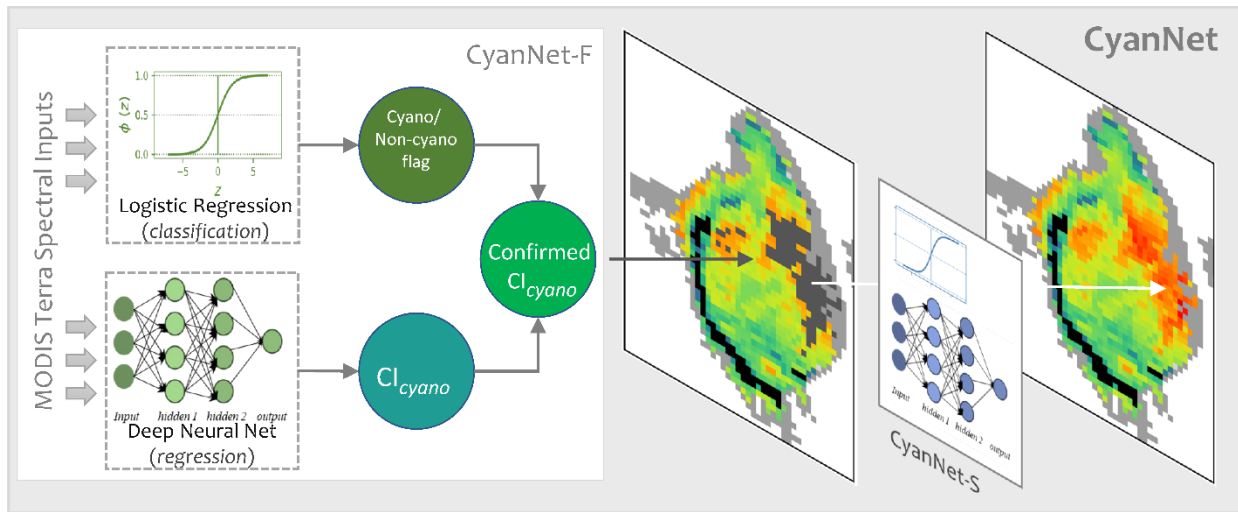 CyanNet
CyanNet-F
MODIS Terra Spectral Inputs
1.0
0.5
0.0
ϕ (z)
−5
0
5
z
Logistic Regression
(classification)
Cyano/
Non-cyano
flag
Confirmed
CIcyano
CIcyano
Input
hidden 1
hidden 2
output
Deep Neural Net
(regression)
Input
hidden 1
hidden 2
output
CyanNet-S